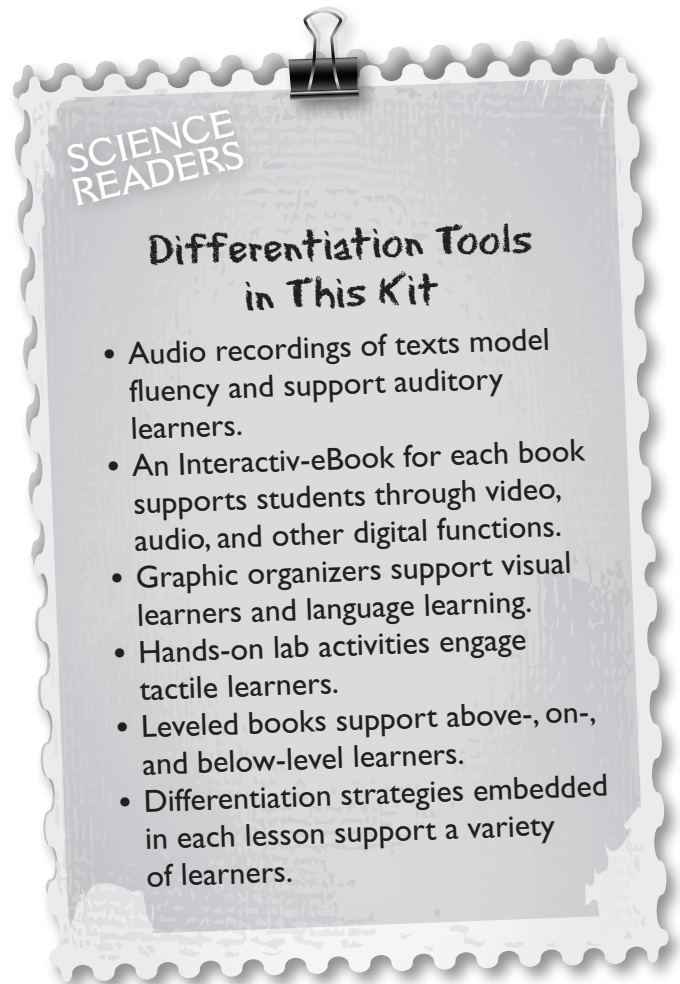 SCIENCE
READERS
Differentiation Tools
in This Kit
• Audio recordings of texts model
fluency and support auditory
learners.
• An Interactiv-eBook for each book
supports students through video,
audio, and other digital functions.
• Graphic organizers support visual
learners and language learning.
• Hands-on lab activities engage
tactile learners.
• Leveled books support above-, on-,
and below-level learners.
• Differentiation strategies embedded
in each lesson support a variety
of learners.